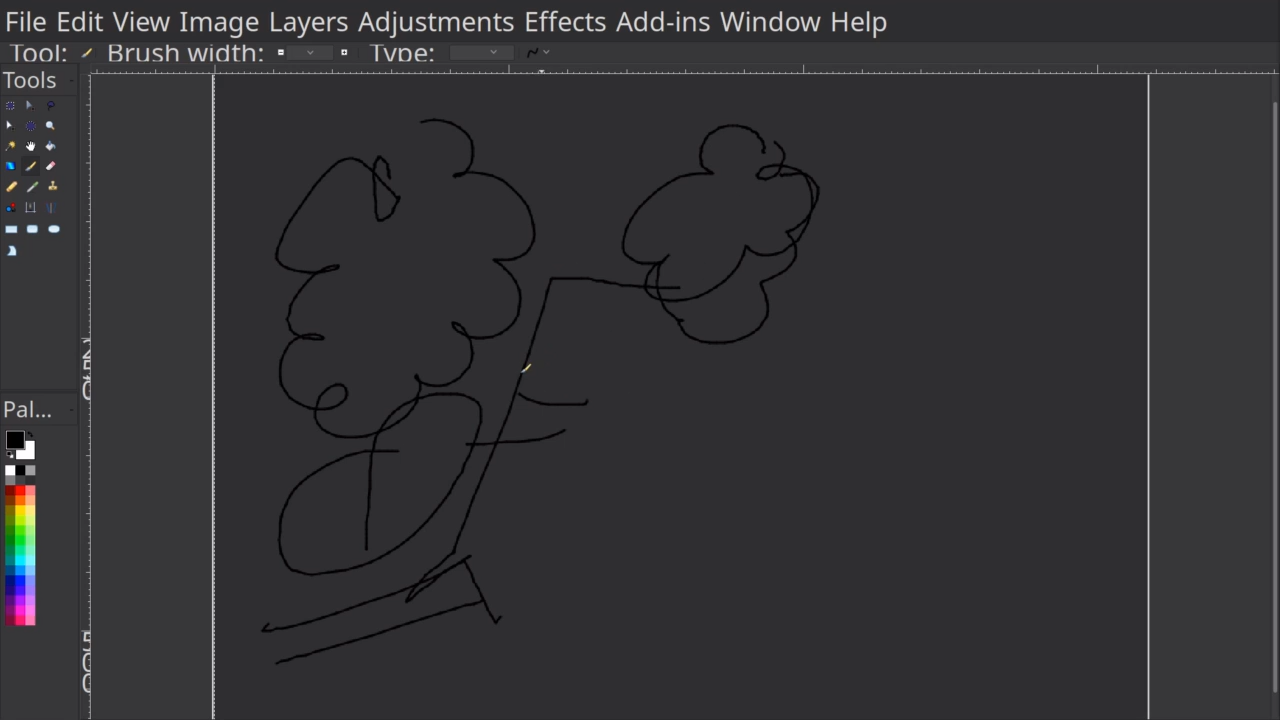 File Edit View Image Layers Adjustments Effects Add-ins Window Help
Tool: Brush width: Type:
Tools
Pal...